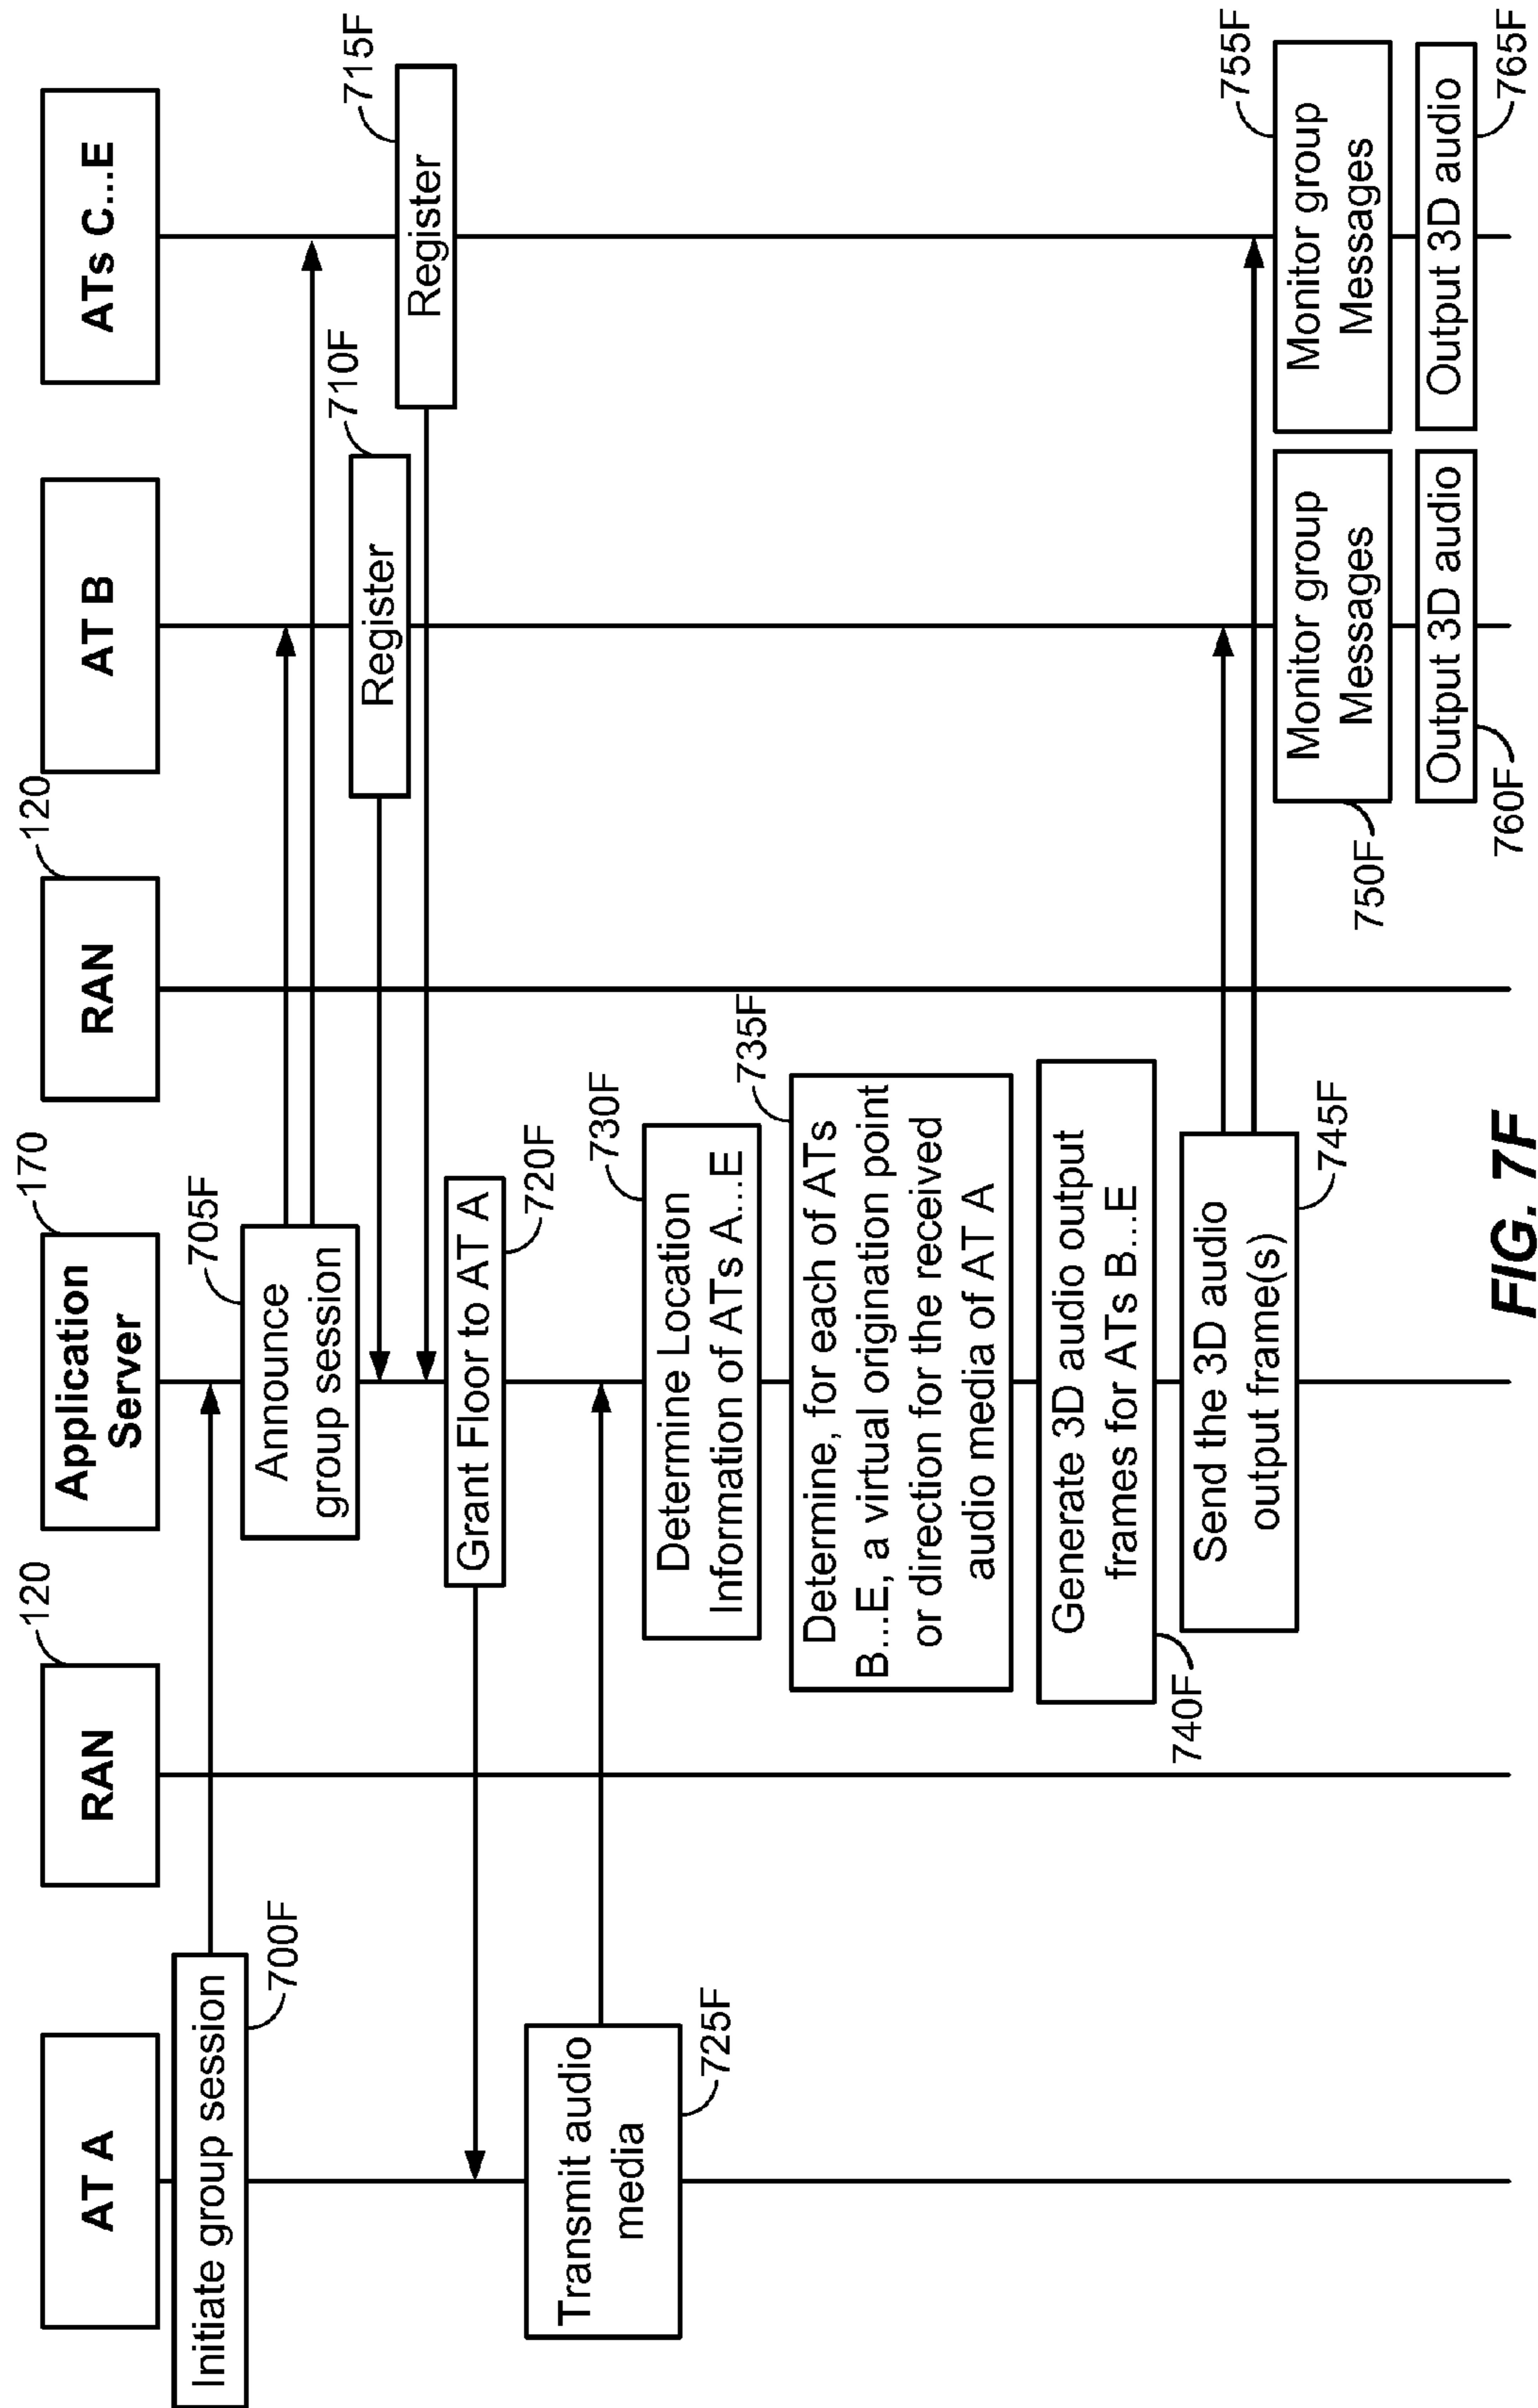 AT A
RAN
120
Application
Server
170
RAN
120
AT B
ATs C...E
Initiate group session
700F
Announce
group session
705F
Register
710F
Register
715F
Grant Floor to AT A
720F
Transmit audio
media
725F
Determine Location
Information of ATs A...E
730F
Determine, for each of ATs
B...E, a virtual origination point
or direction for the received
audio media of AT A
735F
Generate 3D audio output
frames for ATs B...E
740F
Send the 3D audio
output frame(s)
745F
Monitor group
Messages
750F
Monitor group
Messages
755F
Output 3D audio
760F
Output 3D audio
765F
FIG. 7F